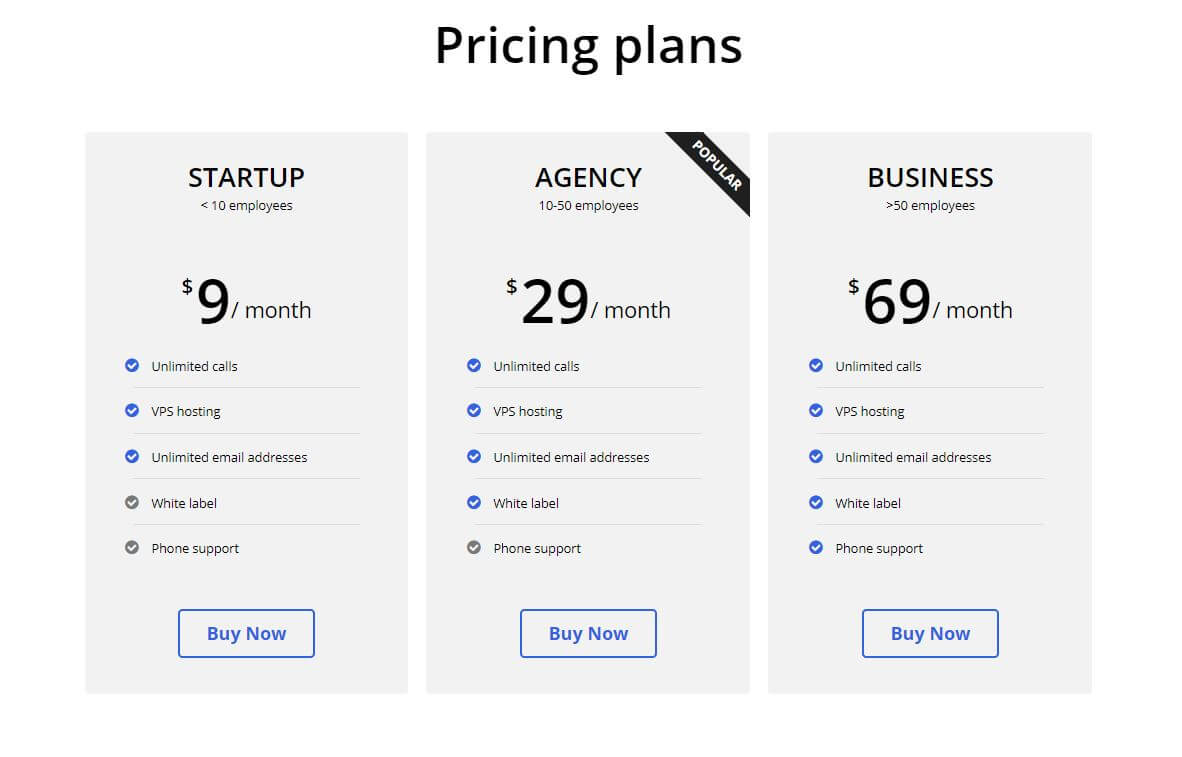 Pricing plans
STARTUP
< 10 employees
$9/ month
Unlimited calls
VPS hosting
Unlimited email addresses
White label
Phone support
Buy Now
POPULAR
AGENCY
10-50 employees
$29/ month
Unlimited calls
VPS hosting
Unlimited email addresses
White label
Phone support
Buy Now
BUSINESS
>50 employees
$69/ month
Unlimited calls
VPS hosting
Unlimited email addresses
White label
Phone support
Buy Now